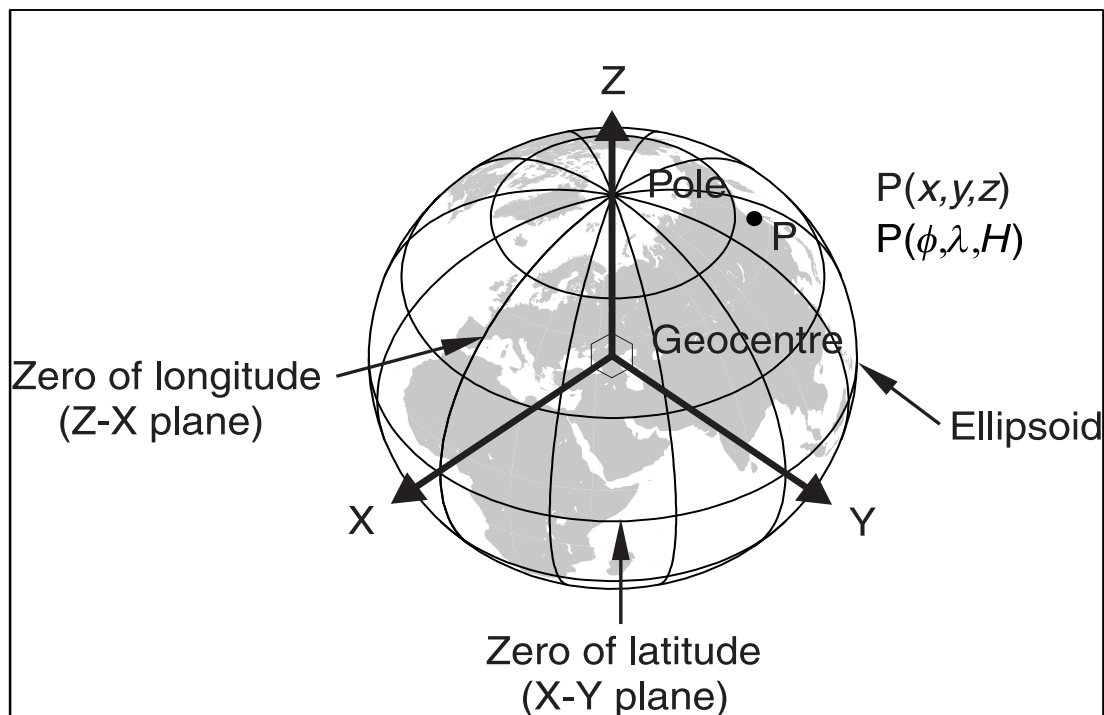 Z
Pole
P(x,y,z)
P
P(ϕ,λ,H)
Geocentre
Zero of longitude
(Z-X plane)
Ellipsoid
X
Y
Zero of latitude
(X-Y plane)